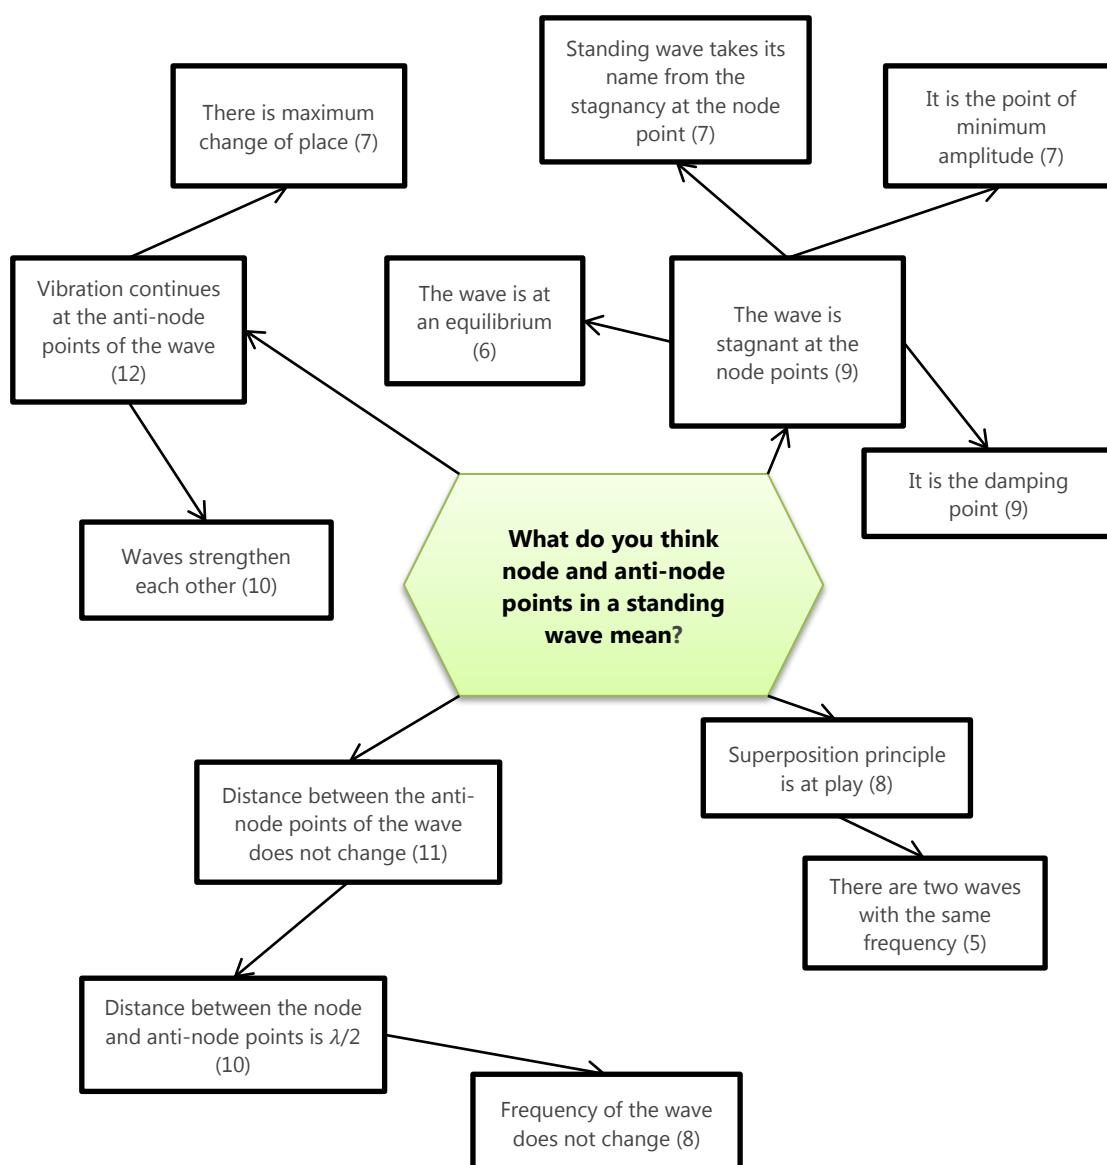 Standing wave takes its
name from the
stagnancy at the node
point (7)
There is maximum
change of place (7)
It is the point of
minimum
amplitude (7)
Vibration continues
at the anti-node
points of the wave
(12)
The wave is at
an equilibrium
(6)
The wave is
stagnant at the
node points (9)
It is the damping
point (9)
Waves strengthen
each other (10)
What do you think
node and anti-node
points in a standing
wave mean?
Superposition principle
is at play (8)
Distance between the anti-
node points of the wave
does not change (11)
There are two waves
with the same
frequency (5)
Distance between the node
and anti-node points is λ/2
(10)
Frequency of the wave
does not change (8)